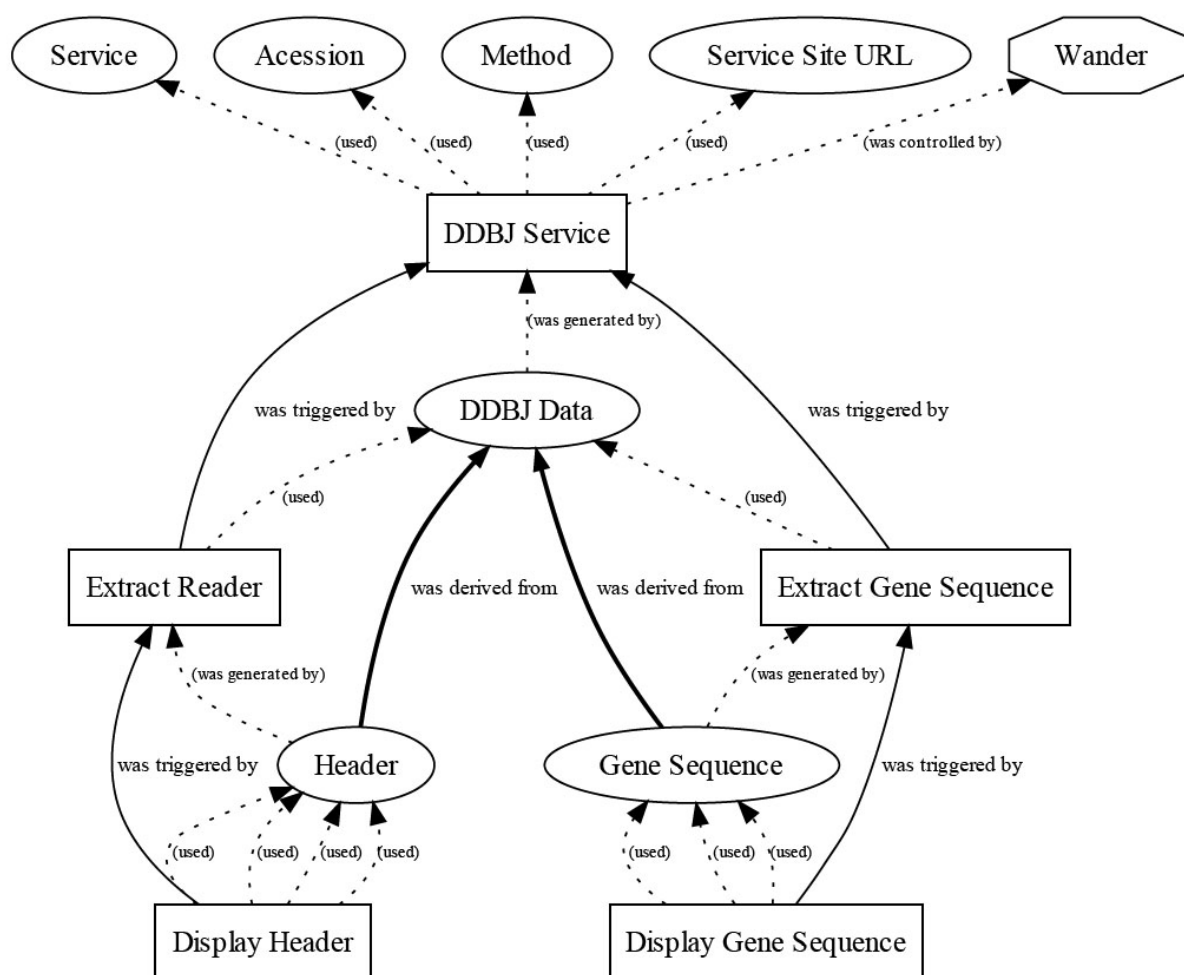 Service
Acession
Method
Service Site URL
Wander
(used)
(used)
(used)
(used)
(was controlled by)
DDBJ Service
(was generated by)
was triggered by
DDBJ Data
was triggered by
(used)
(used)
Extract Reader
was derived from
was derived from
Extract Gene Sequence
(was generated by)
(was generated by)
was triggered by
Header
Gene Sequence
was triggered by
(used)
(used)
(used)
(used)
(used)
(used)
(used)
Display Header
Display Gene Sequence